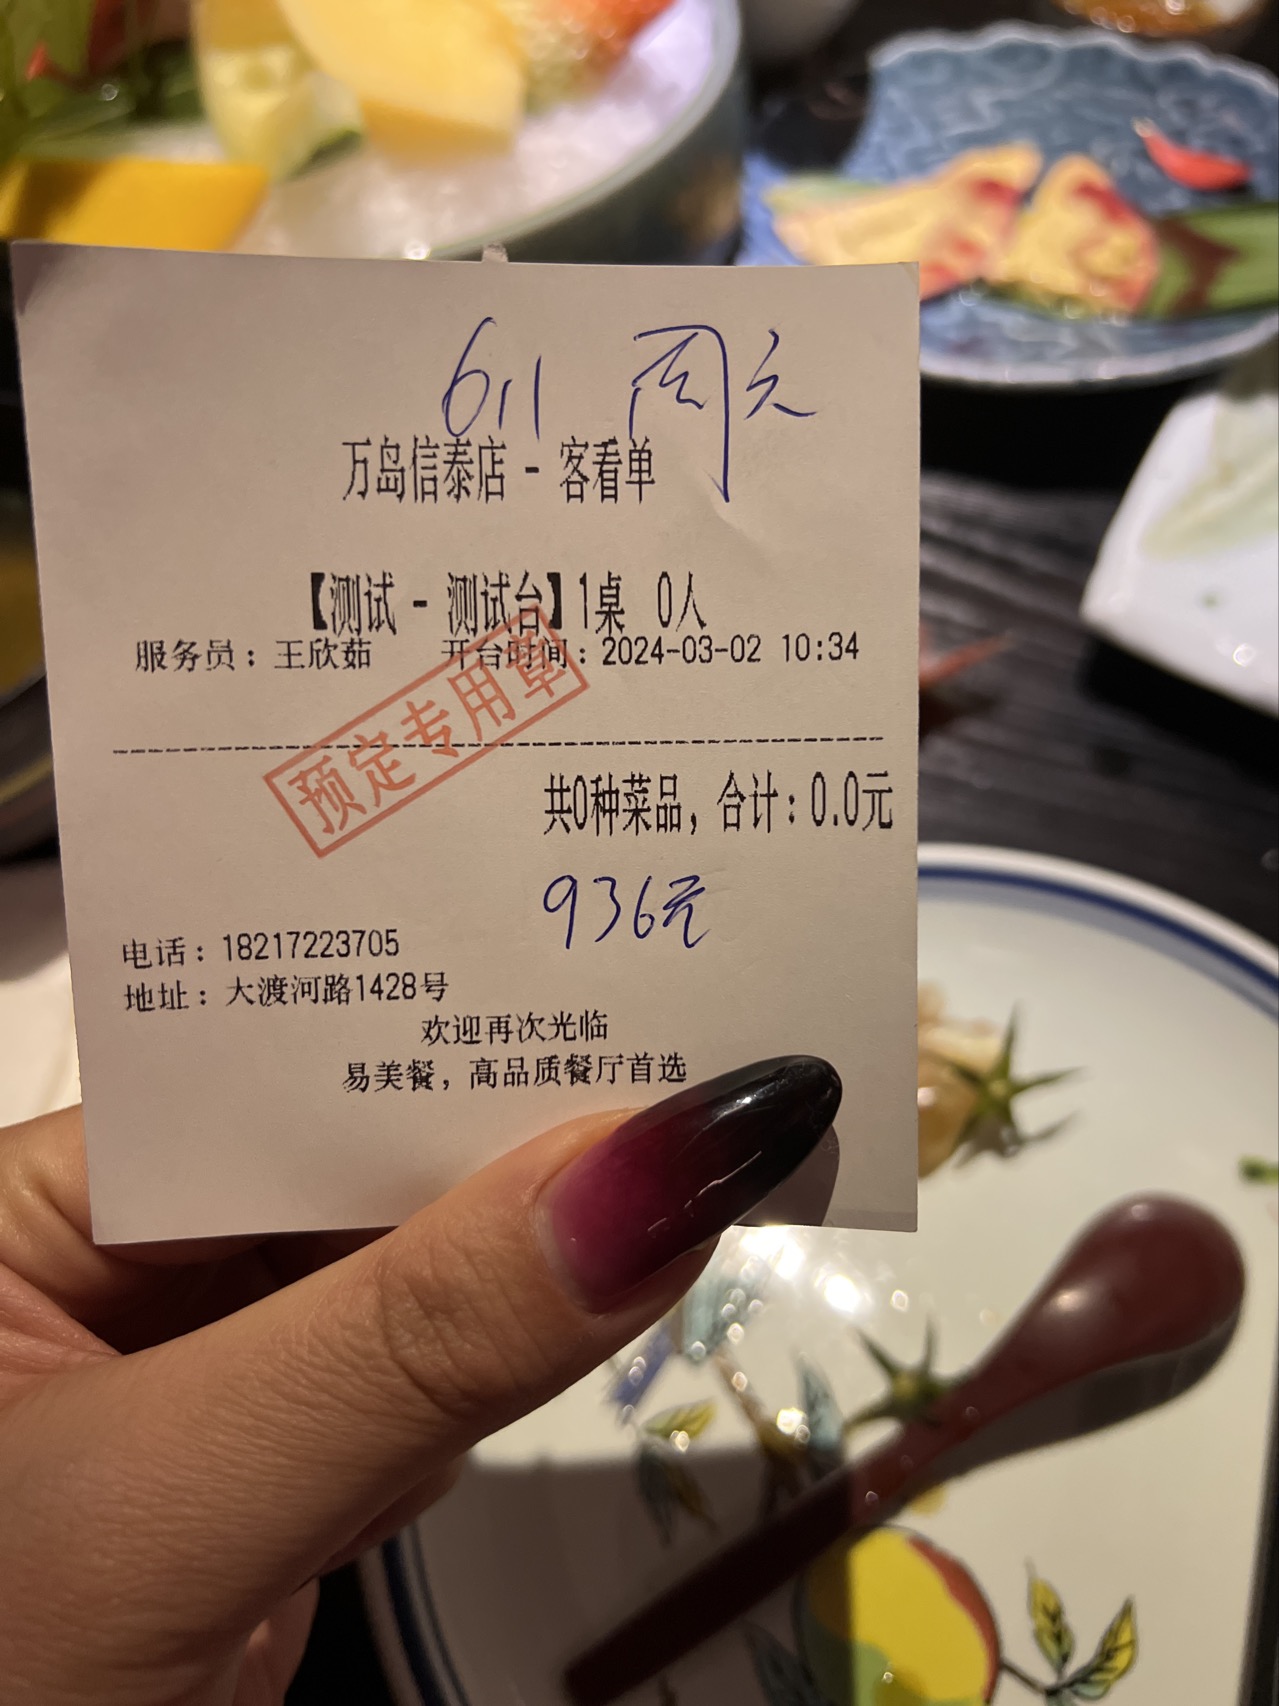 611 周元
万岛信泰店 - 客看单
【测试 - 测试台】1桌 0人
服务员：王欣茹 开台时间：2024-03-02 10:34
预定专用章
共0种菜品，合计：0.0元
936元
电话：18217223705
地址：大渡河路1428号
欢迎再次光临
易美餐，高品质餐厅首选